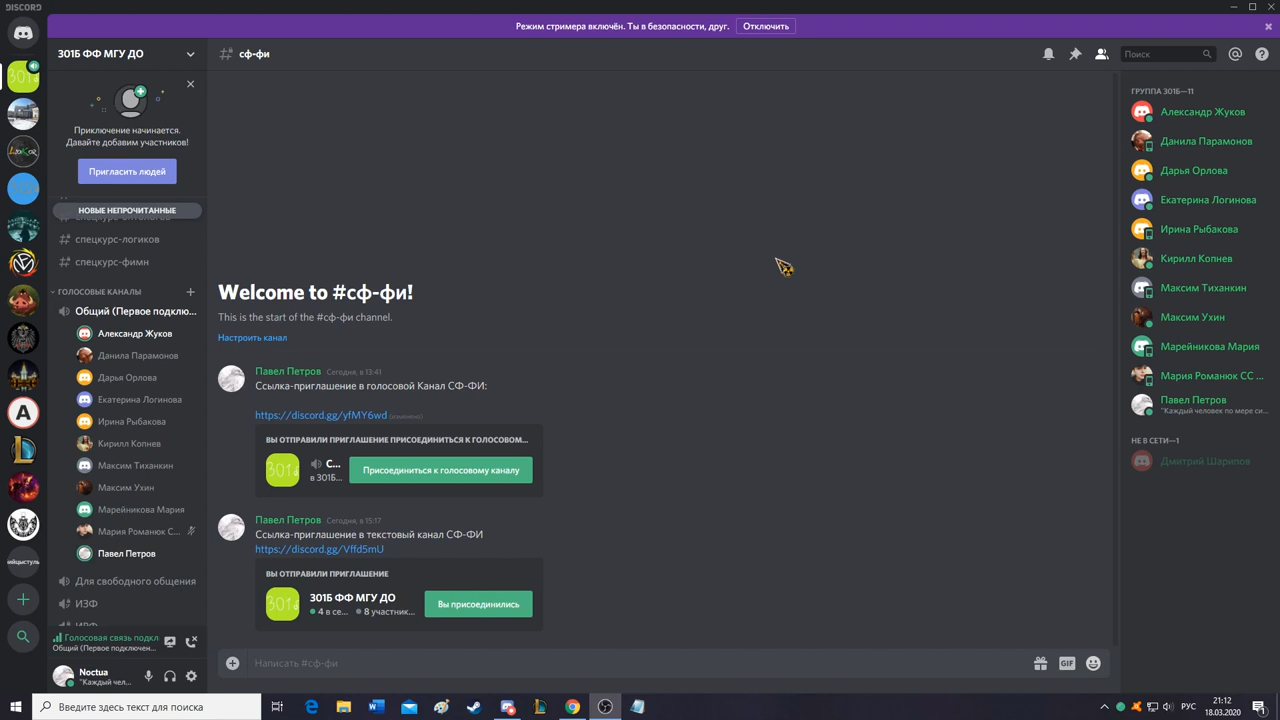 DISCORD
Режим стримера включён. Ты в безопасности, друг.
Отключить
301Б ФФ МГУ ДО
сф-фи
Поиск
Приключение начинается.
Давайте добавим участников!
Пригласить людей
НОВЫЕ НЕПРОЧИТАННЫЕ
спецкурс-логиков
спецкурс-фимн
ГОЛОСОВЫЕ КАНАЛЫ
Общий (Первое подклю...
Александр Жуков
Данила Парамонов
Дарья Орлова
Екатерина Логинова
Ирина Рыбакова
Кирилл Копнев
Максим Тиханкин
Максим Ухин
Марейникова Мария
Мария Романюк С...
Павел Петров
Для свободного общения
ИЗФ
Голосовая связь подкл
Общий (Первое подключен...
Noctua
"Каждый чел...
Welcome to #сф-фи!
This is the start of the #сф-фи channel.
Настроить канал
Павел Петров Сегодня, в 13:41
Ссылка-приглашение в голосовой Канал СФ-ФИ:
https://discord.gg/yfMY6wd (изменено)
ВЫ ОТПРАВИЛИ ПРИГЛАШЕНИЕ ПРИСОЕДИНИТЬСЯ К ГОЛОСОВОМ...
301
С...
в 301Б...
Присоединиться к голосовому каналу
Павел Петров Сегодня, в 15:17
Ссылка-приглашение в текстовый канал СФ-ФИ
https://discord.gg/Vffd5mU
ВЫ ОТПРАВИЛИ ПРИГЛАШЕНИЕ
301
301Б ФФ МГУ ДО
4 в се... 8 участник...
Вы присоединились
Написать #сф-фи
GIF
ГРУППА 301Б—11
Александр Жуков
Данила Парамонов
Дарья Орлова
Екатерина Логинова
Ирина Рыбакова
Кирилл Копнев
Максим Тиханкин
Максим Ухин
Марейникова Мария
Мария Романюк СС ...
Павел Петров
"Каждый человек по мере си...
НЕ В СЕТИ—1
Дмитрий Шарипов
Введите здесь текст для поиска
РУС
21:12
18.03.2020